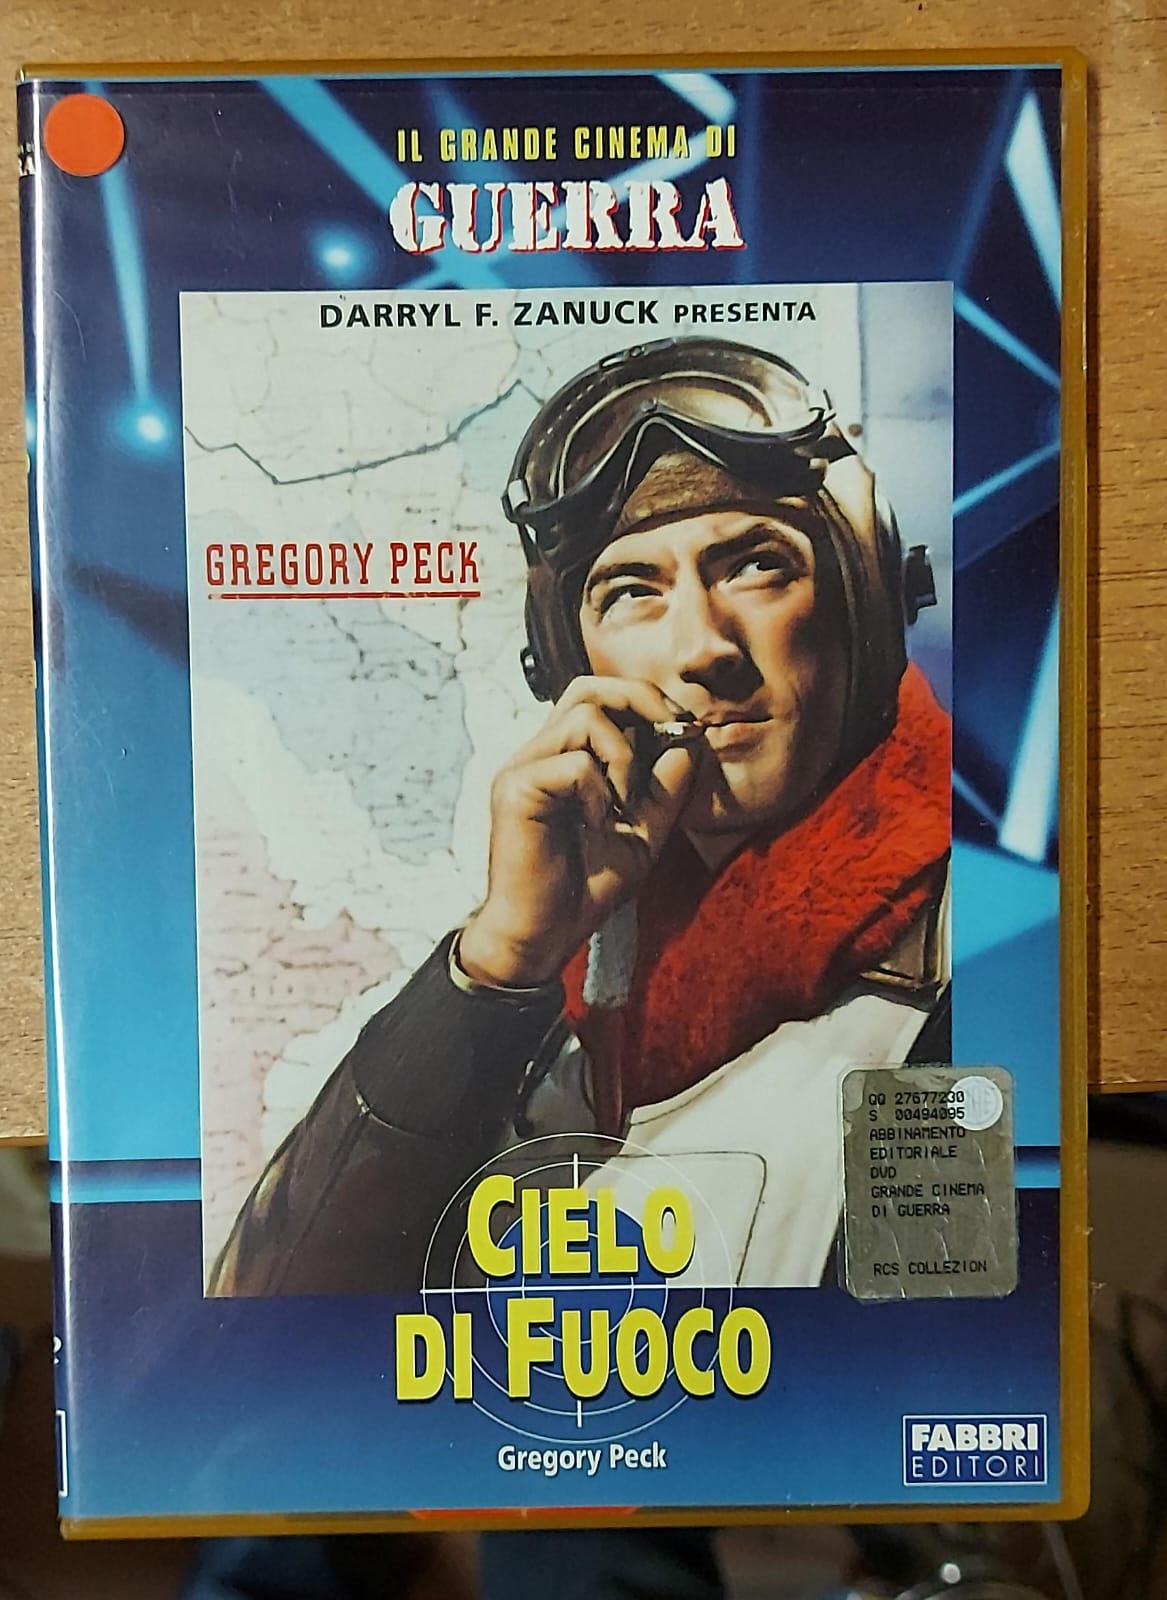 IL GRANDE CINEMA DI
GUERRA
DARRYL F. ZANUCK PRESENTA
GREGORY PECK
QQ 27677230
S 00494095
ABBINAMENTO
EDITORIALE
DVD
GRANDE CINEMA
DI GUERRA
RCS COLLEZION
CIELO
DI FUOCO
Gregory Peck
FABBRI
EDITORI